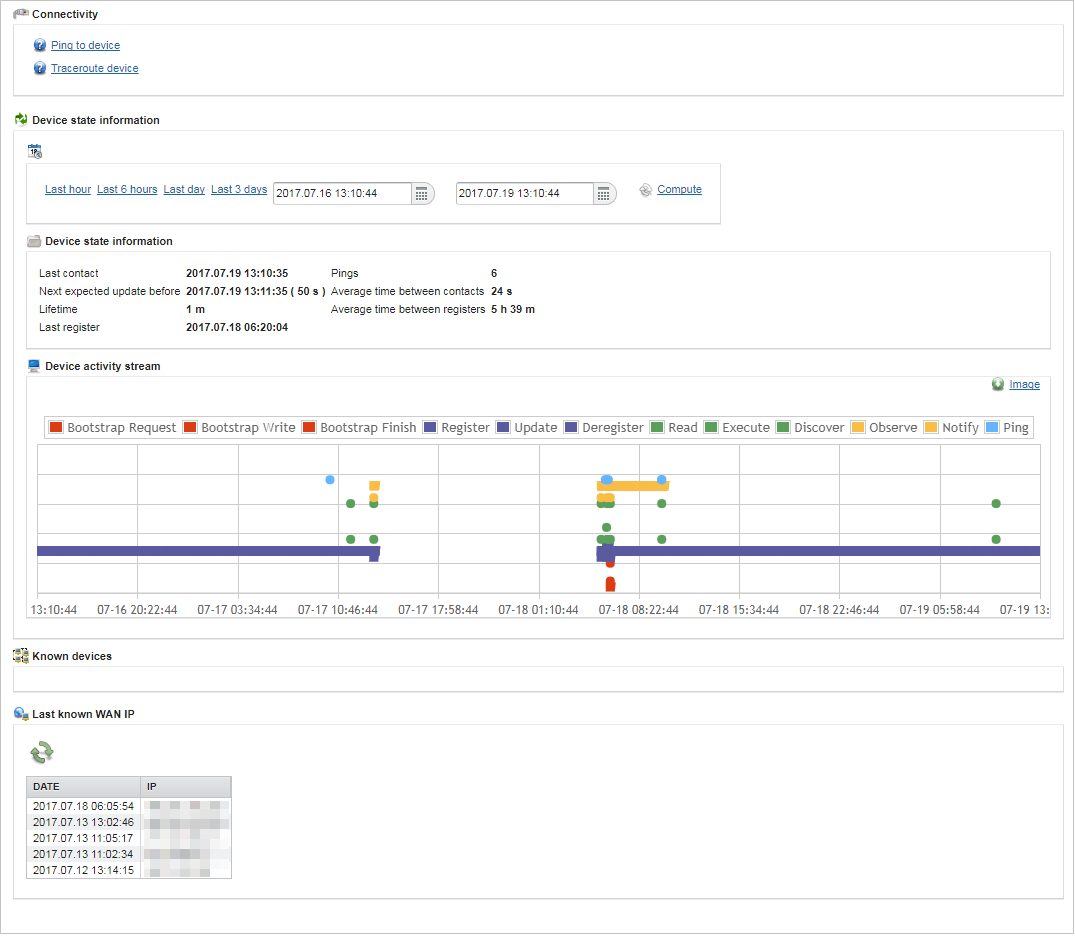 Connectivity
Ping to device
Traceroute device
Device state information
Last hour Last 6 hours Last day Last 3 days 2017.07.16 13:10:44 2017.07.19 13:10:44 Compute
Device state information
Last contact 2017.07.19 13:10:35 Pings 6
Next expected update before 2017.07.19 13:11:35 ( 50 s ) Average time between contacts 24 s
Lifetime 1 m Average time between registers 5 h 39 m
Last register 2017.07.18 06:20:04
Device activity stream
Image
Bootstrap Request Bootstrap Write Bootstrap Finish Register Update Deregister Read Execute Discover Observe Notify Ping
13:10:44 07-16 20:22:44 07-17 03:34:44 07-17 10:46:44 07-17 17:58:44 07-18 01:10:44 07-18 08:22:44 07-18 15:34:44 07-18 22:46:44 07-19 05:58:44 07-19 13:
Known devices
Last known WAN IP
DATE IP
2017.07.18 06:05:54
2017.07.13 13:02:46
2017.07.13 11:05:17
2017.07.13 11:02:34
2017.07.12 13:14:15